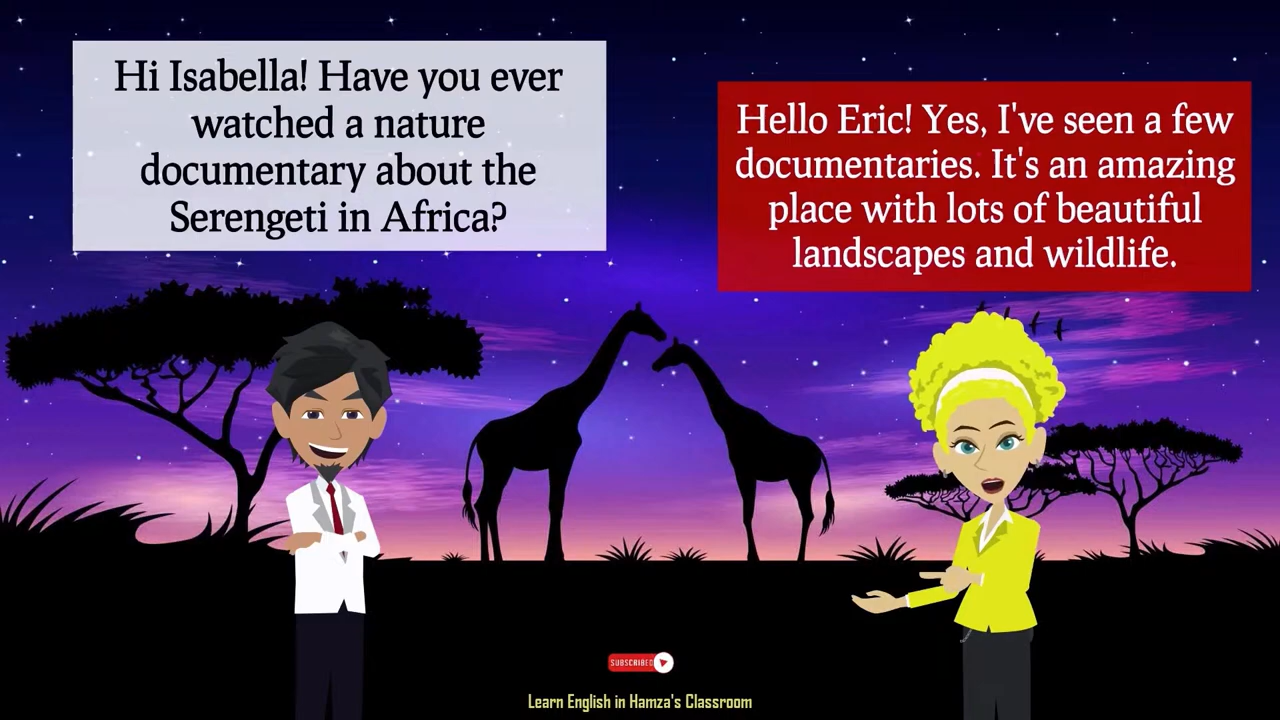 Hi Isabella! Have you ever
watched a nature
documentary about the
Serengeti in Africa?
Hello Eric! Yes, I've seen a few
documentaries. It's an amazing
place with lots of beautiful
landscapes and wildlife.
SUBSCRIBED
Learn English in Hamza's Classroom